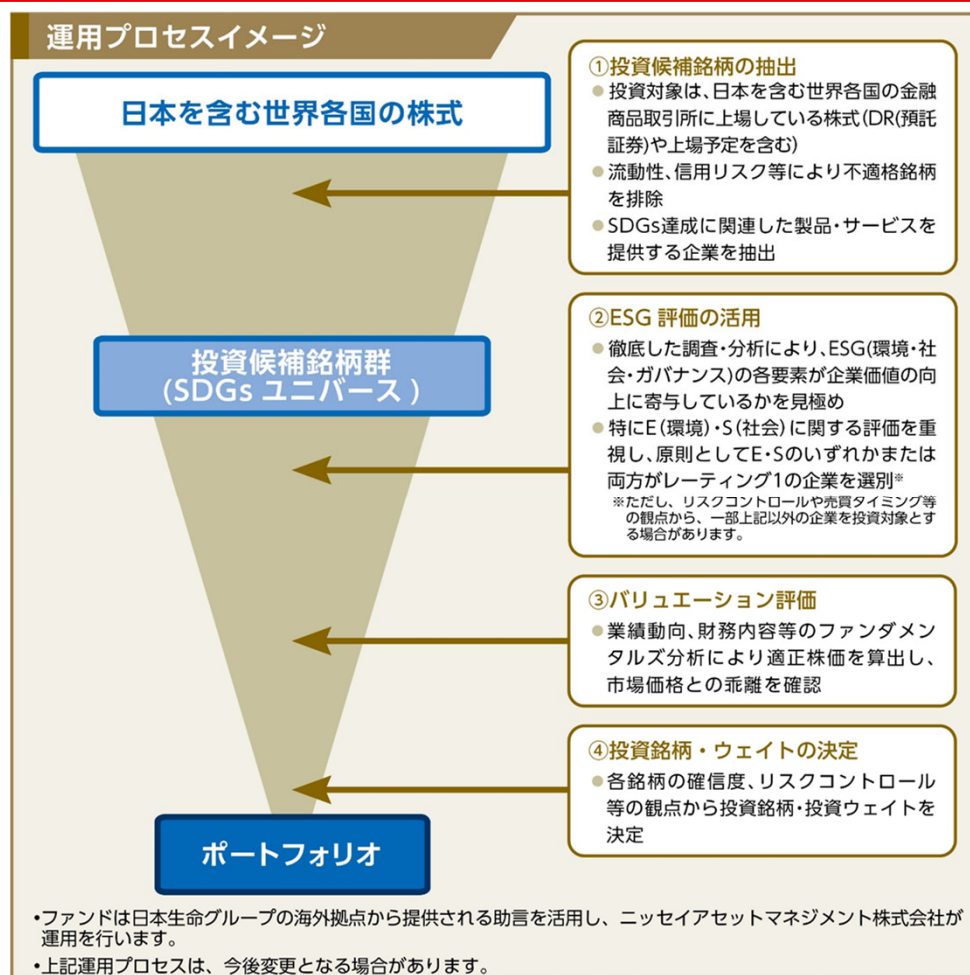 運用プロセスイメージ
日本を含む世界各国の株式
①投資候補銘柄の抽出
●投資対象は、日本を含む世界各国の金融
商品取引所に上場している株式(DR(預託
証券)や上場予定を含む)
●流動性、信用リスク等により不適格銘柄
を排除
●SDGs達成に関連した製品・サービスを
提供する企業を抽出
投資候補銘柄群
(SDGs ユニバース )
②ESG 評価の活用
●徹底した調査・分析により、ESG(環境・社
会・ガバナンス)の各要素が企業価値の向
上に寄与しているかを見極め
●特にE(環境)・S(社会)に関する評価を重
視し、原則としてE・Sのいずれかまたは
両方がレーティング1の企業を選別※
※ただし、リスクコントロールや売買タイミング等
の観点から、一部上記以外の企業を投資対象とす
る場合があります。
③バリュエーション評価
●業績動向、財務内容等のファンダメン
タルズ分析により適正株価を算出し、
市場価格との乖離を確認
④投資銘柄・ウェイトの決定
●各銘柄の確信度、リスクコントロール
等の観点から投資銘柄・投資ウェイトを
決定
ポートフォリオ
•ファンドは日本生命グループの海外拠点から提供される助言を活用し、ニッセイアセットマネジメント株式会社が
運用を行います。
•上記運用プロセスは、今後変更となる場合があります。